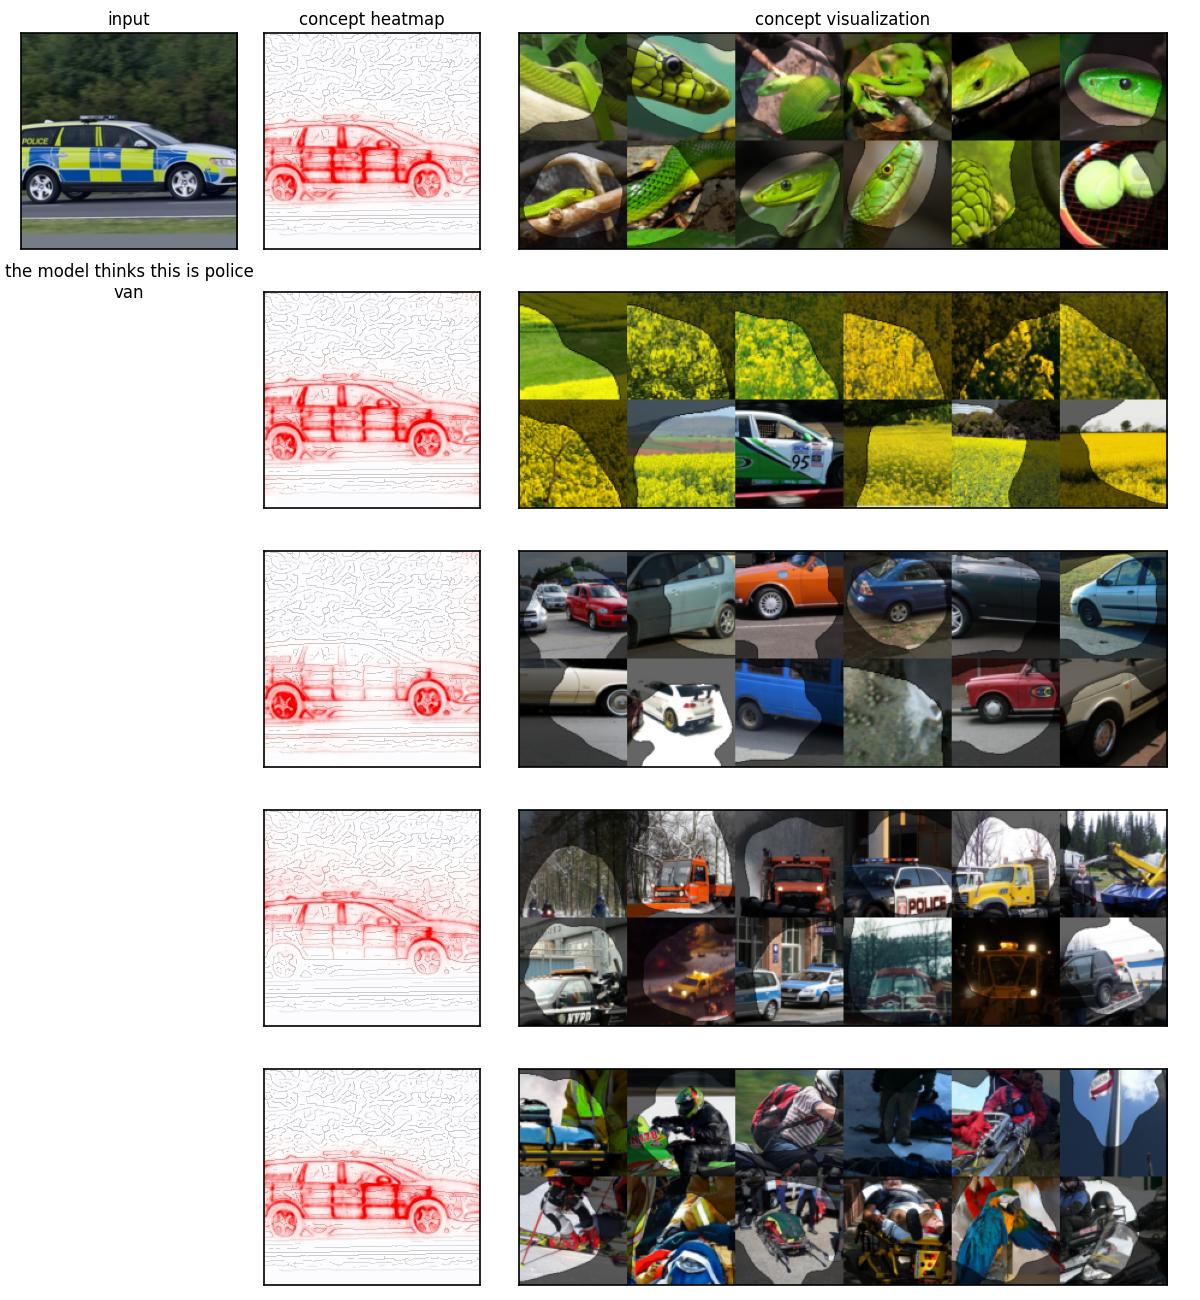 input
concept heatmap
concept visualization
POLICE
the model thinks this is police
van
95
POLICE
NYPD